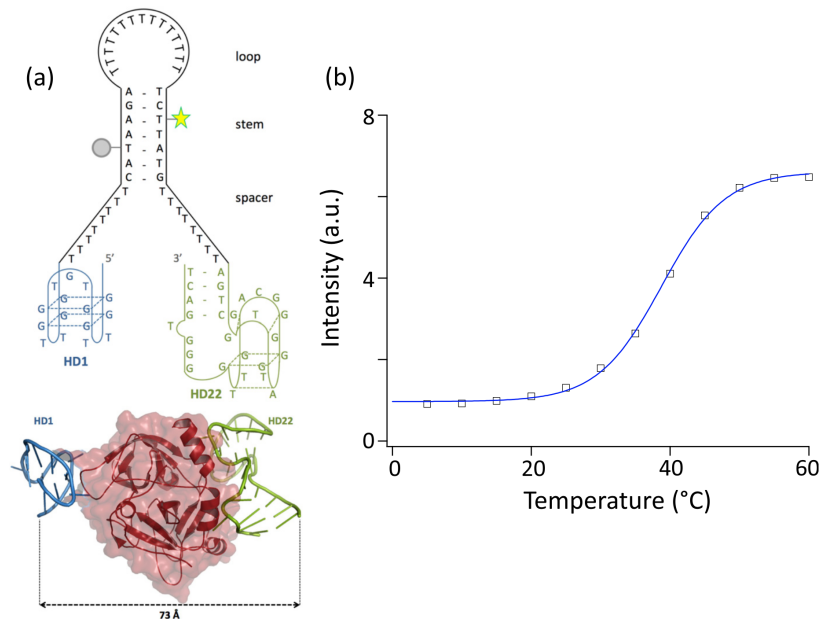 (a)
loop
A - T
G - C
A - T
A - T
T - A
A - T
C - G
stem
spacer
5'
3'
G
T T
G G
G G
G G
G G
T T T T
HD1
T - A
C - G
A - T
G - C
T
G
G
G
A C G
G T G
G
G
G G G
T T
T A
HD22
HD1
HD22
73 Å
(b)
8
4
0
Intensity (a.u.)
0 20 40 60
Temperature (°C)